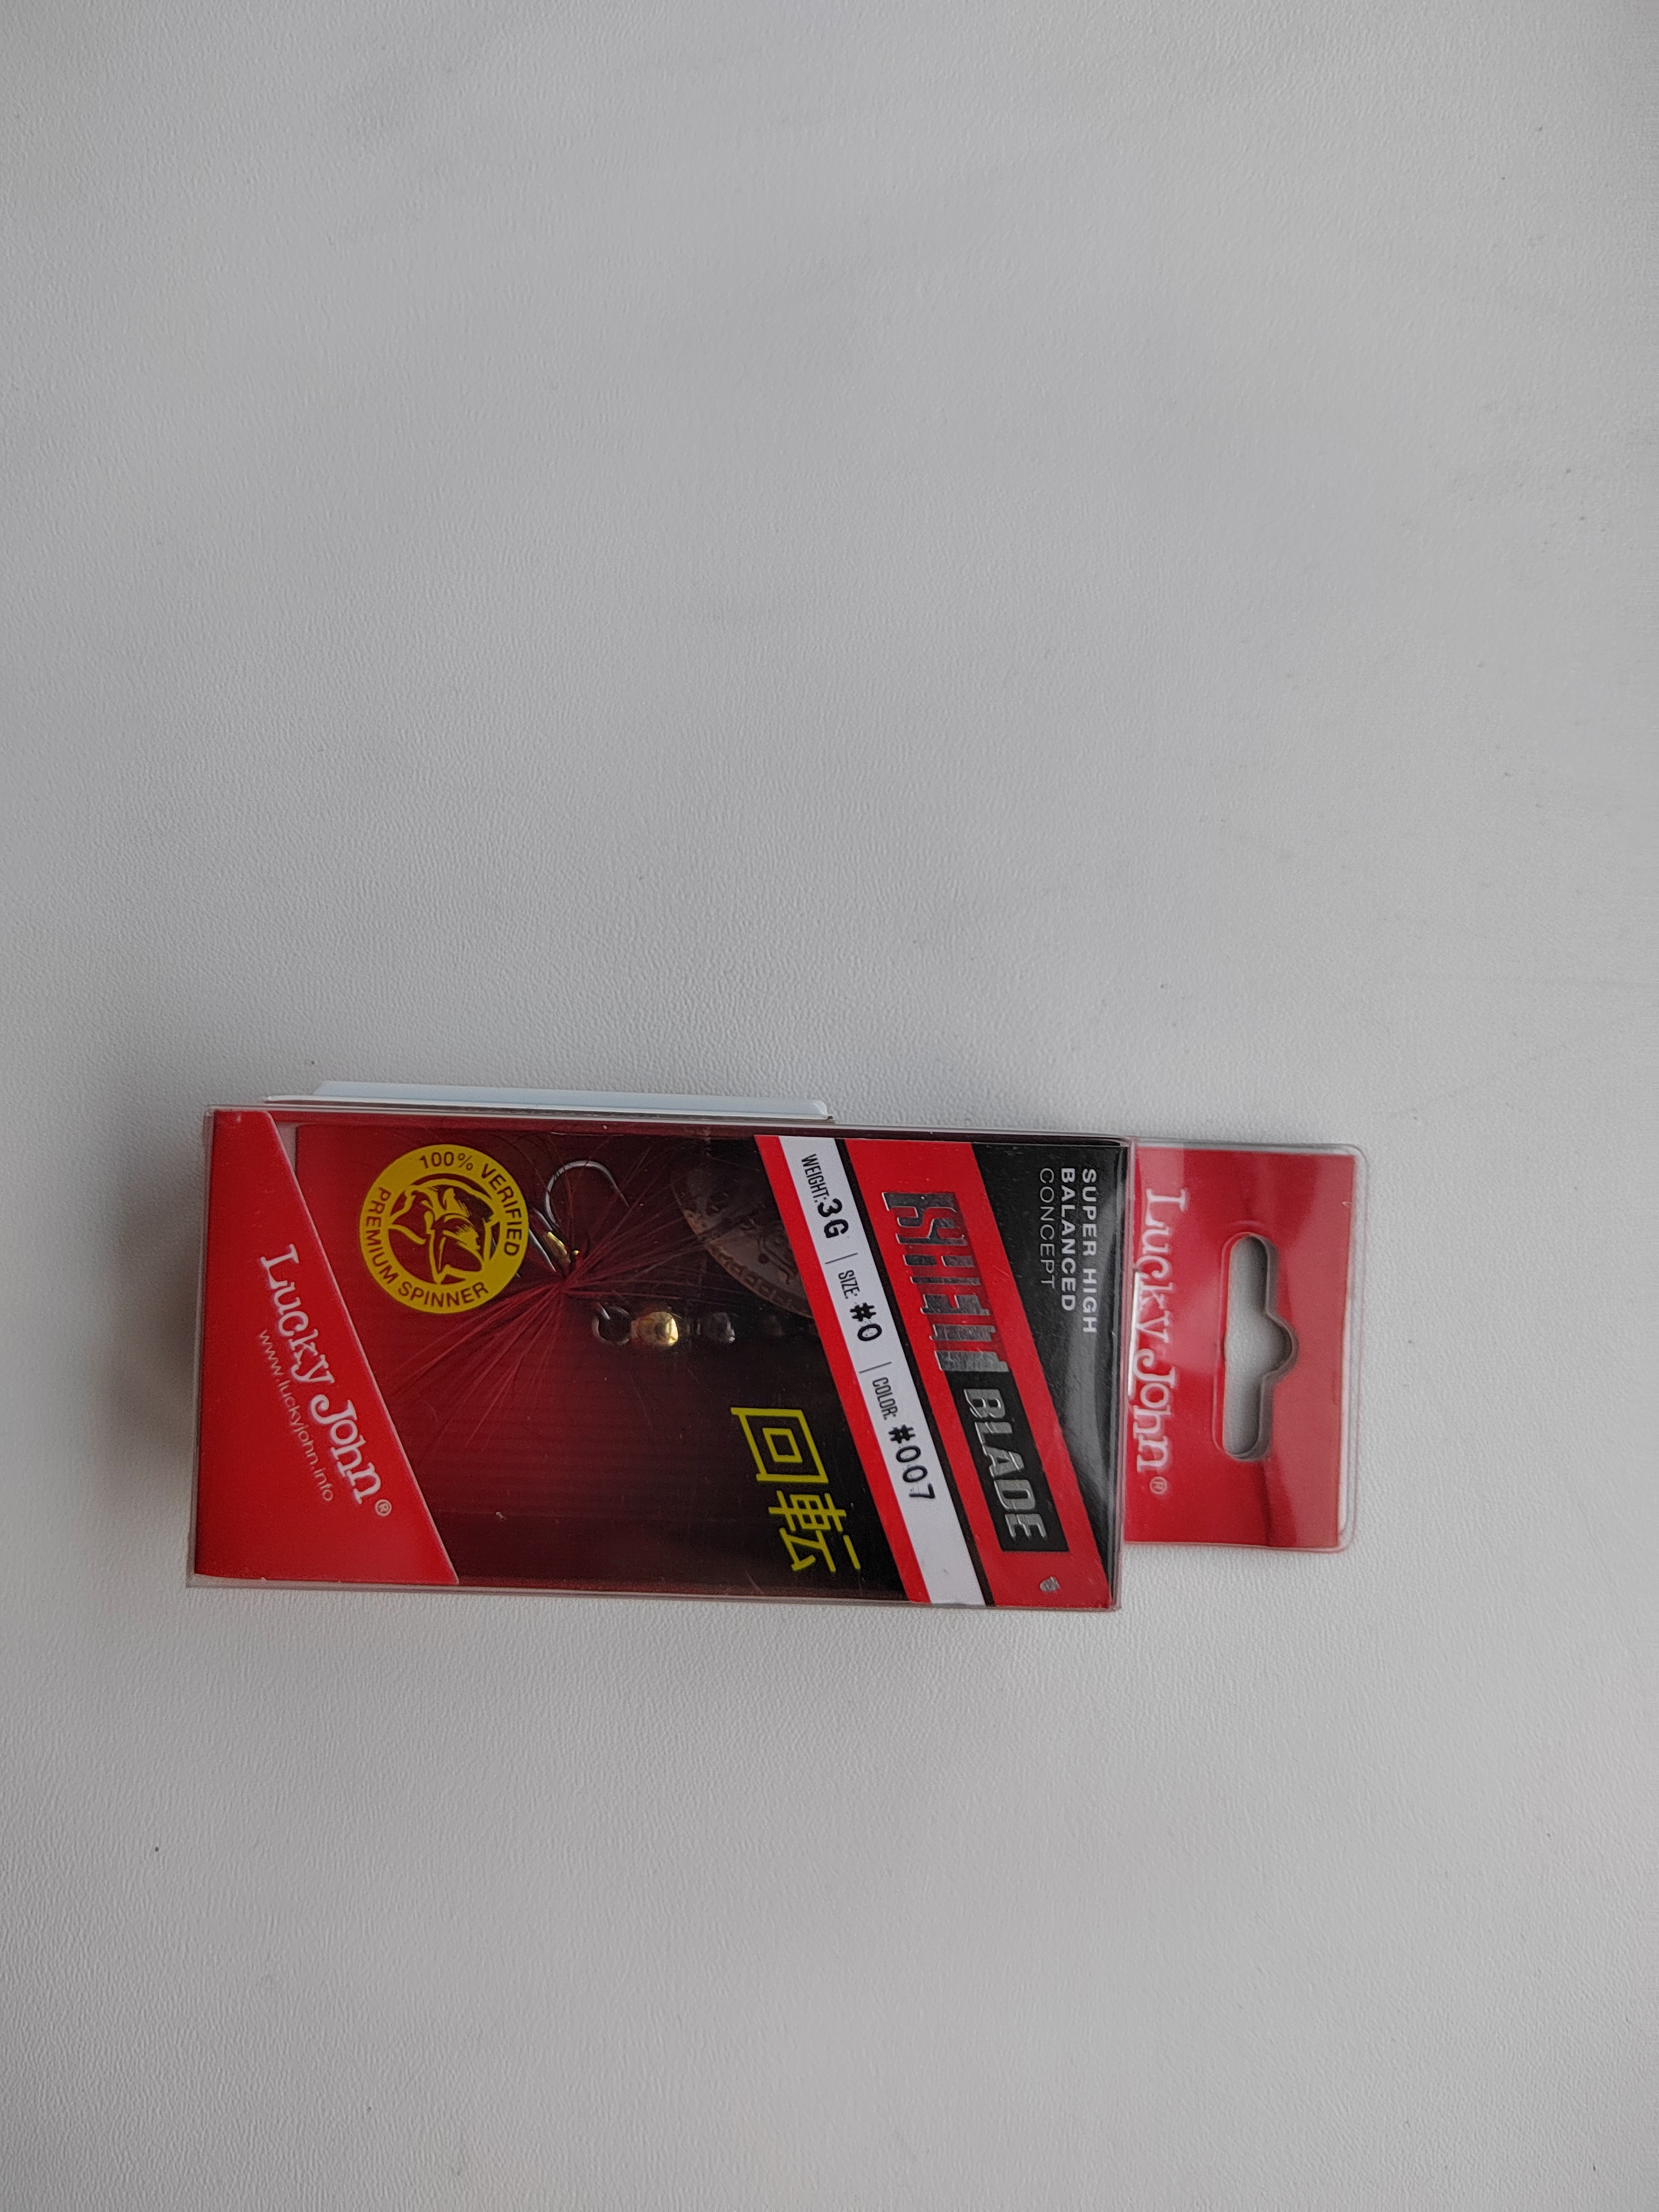 Lucky John®
SUPER HIGH
BALANCED
CONCEPT
SHELT BLADE
WEIGHT: 3G | SIZE: #0 | COLOR: #007
回転
100% VERIFIED
PREMIUM SPINNER
Lucky John®
www.luckyjohn.info